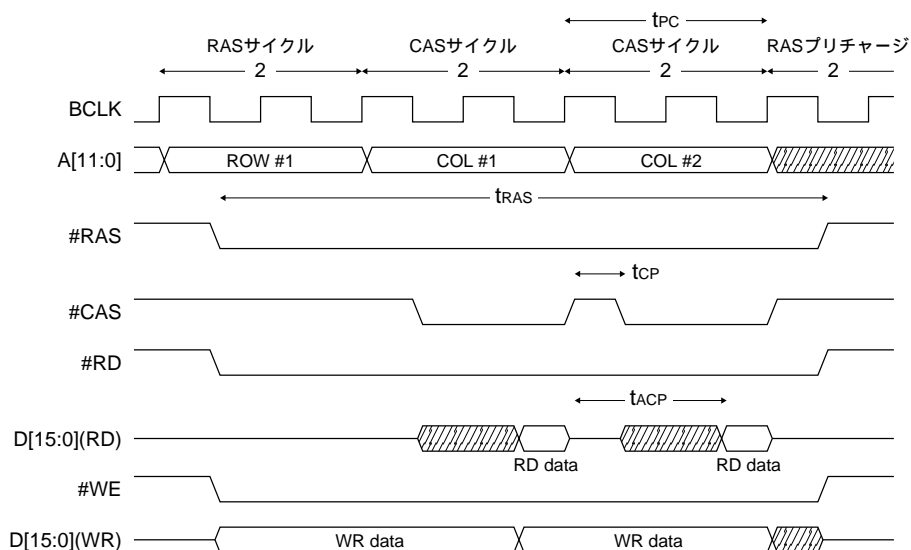 tPC
RASサイクル CASサイクル CASサイクル RASプリチャージ
2 2 2 2
BCLK
A[11:0] ROW #1 COL #1 COL #2
tRAS
#RAS
tCP
#CAS
#RD
tACP
D[15:0](RD)
RD data RD data
#WE
D[15:0](WR) WR data WR data